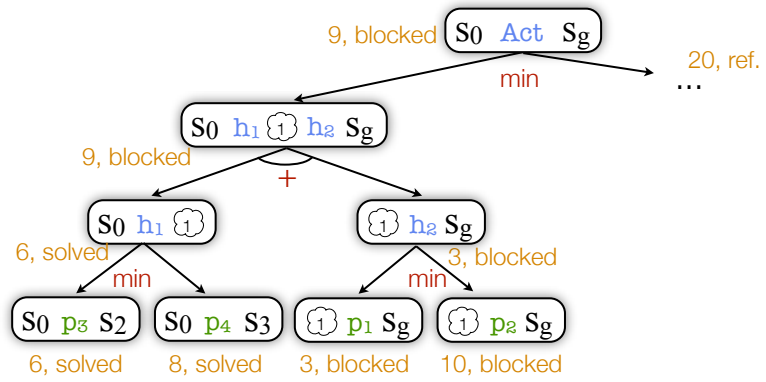 9, blocked
S0 Act Sg
20, ref.
min
...
S0 h1 1 h2 Sg
9, blocked
+
S0 h1 1
1 h2 Sg
6, solved
3, blocked
min
min
S0 p3 S2
S0 p4 S3
1 p1 Sg
1 p2 Sg
6, solved
8, solved
3, blocked
10, blocked